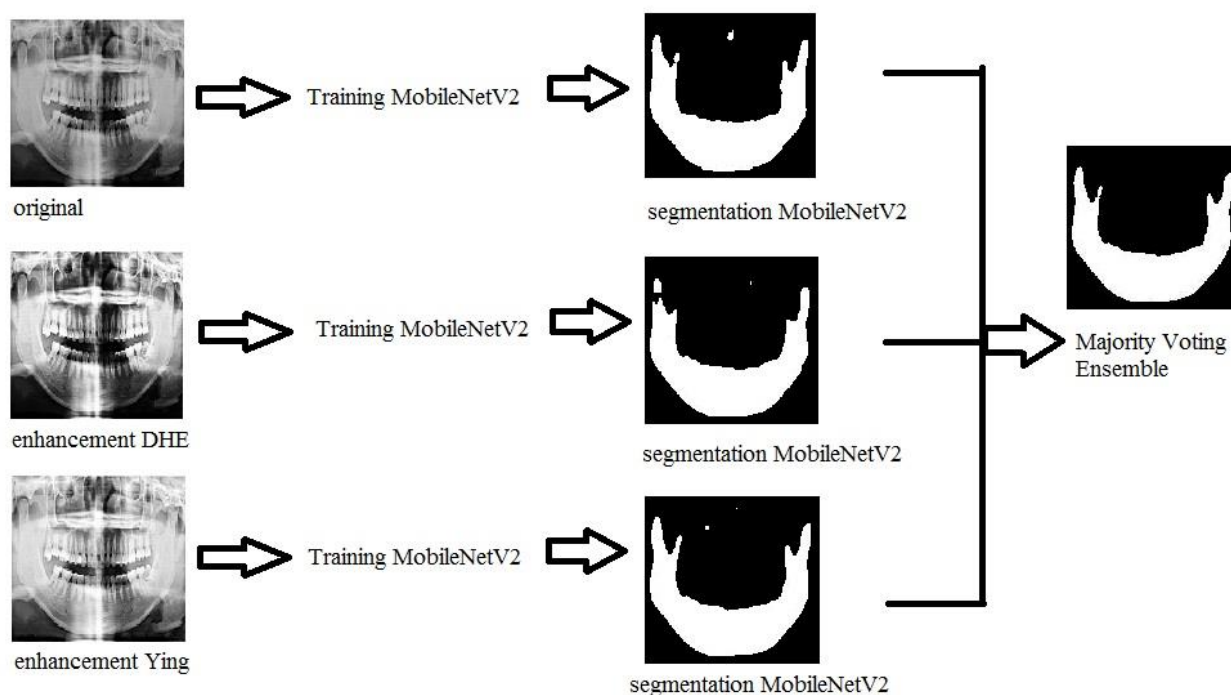 original
Training MobileNetV2
segmentation MobileNetV2
enhancement DHE
Training MobileNetV2
segmentation MobileNetV2
enhancement Ying
Training MobileNetV2
segmentation MobileNetV2
Majority Voting
Ensemble